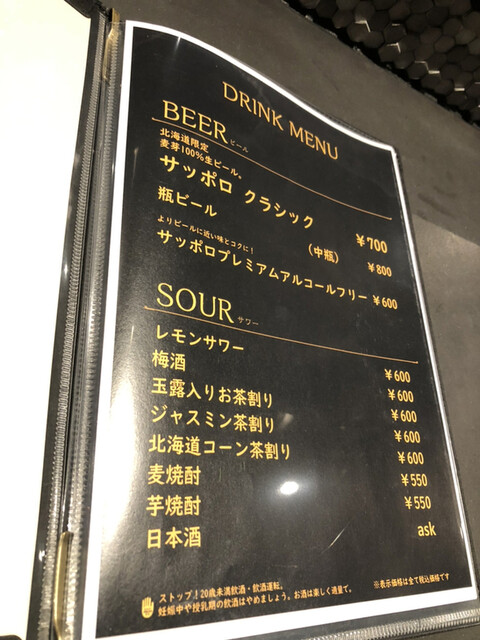 DRINK MENU
BEER ビール
北海道限定
麦芽100%生ビール。
サッポロ クラシック ￥700
瓶ビール (中瓶) ￥800
よりビールに近い味とコクに！
サッポロプレミアムアルコールフリー ￥600
SOUR サワー
レモンサワー ￥600
梅酒 ￥600
玉露入りお茶割り ￥600
ジャスミン茶割り ￥600
北海道コーン茶割り ￥600
麦焼酎 ￥550
芋焼酎 ￥550
日本酒 ask
ストップ！20歳未満飲酒・飲酒運転。
妊娠中や授乳期の飲酒はやめましょう。お酒は楽しく適量で。
※表示価格は全て税込価格です